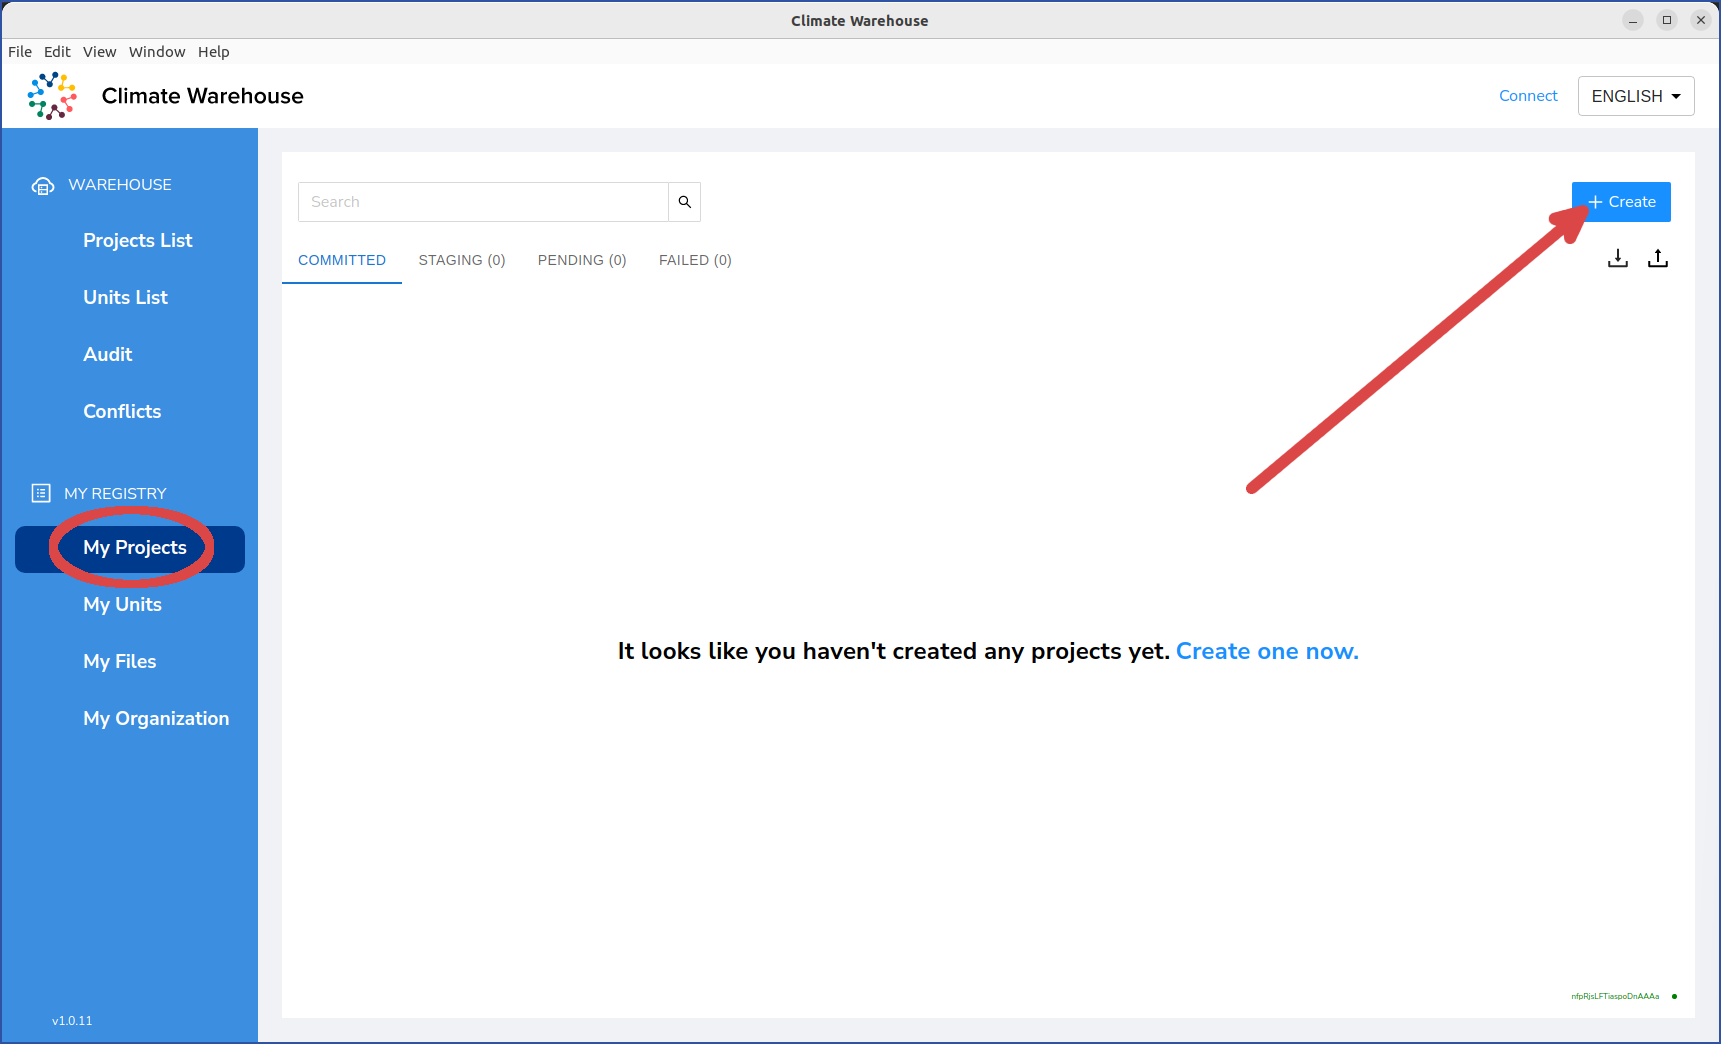 Climate Warehouse
File Edit View Window Help
Climate Warehouse
Connect
ENGLISH
WAREHOUSE
Projects List
Units List
Audit
Conflicts
MY REGISTRY
My Projects
My Units
My Files
My Organization
v1.0.11
Search
Create
COMMITTED STAGING (0) PENDING (0) FAILED (0)
It looks like you haven't created any projects yet. Create one now.
nfpRjsLFTiaspoDnAAAa